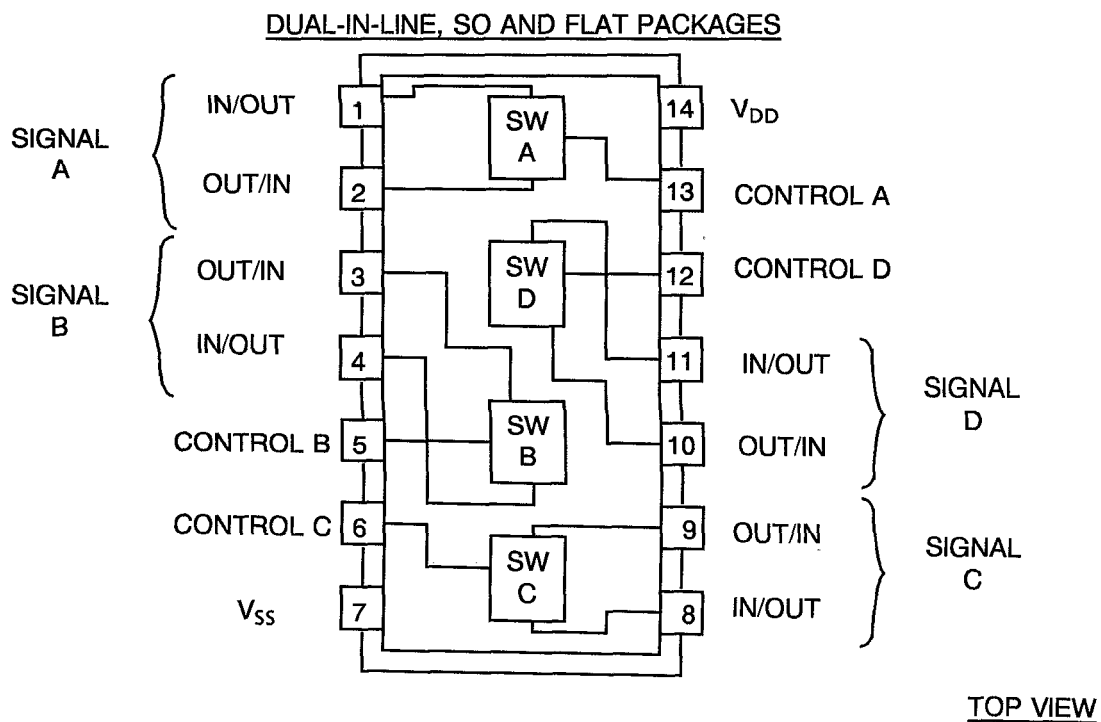 DUAL-IN-LINE, SO AND FLAT PACKAGES
SIGNAL
A
IN/OUT
1
OUT/IN
2
SIGNAL
B
OUT/IN
3
IN/OUT
4
CONTROL B
5
CONTROL C
6
VSS
7
SW
A
SW
D
SW
B
SW
C
14
VDD
13
CONTROL A
12
CONTROL D
11
IN/OUT
10
OUT/IN
SIGNAL
D
9
OUT/IN
8
IN/OUT
SIGNAL
C
TOP VIEW